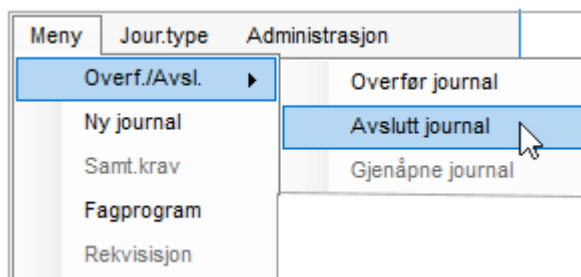 Meny Jour.type Administrasjon
Overf./Avsl. Overfør journal
Ny journal Avslutt journal
Samt.krav Gjenåpne journal
Fagprogram
Rekvisisjon